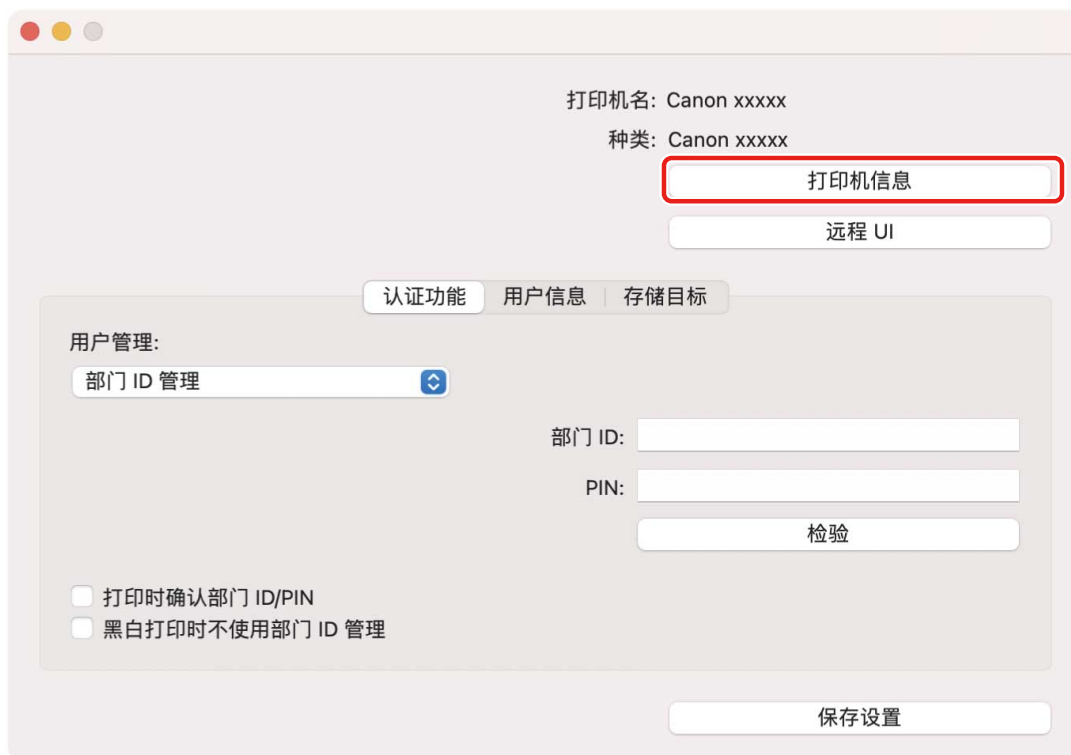 打印机名: Canon xxxxx
种类: Canon xxxxx
打印机信息
远程 UI
认证功能 用户信息 存储目标
用户管理:
部门 ID 管理
部门 ID:
PIN:
检验
打印时确认部门 ID/PIN
黑白打印时不使用部门 ID 管理
保存设置